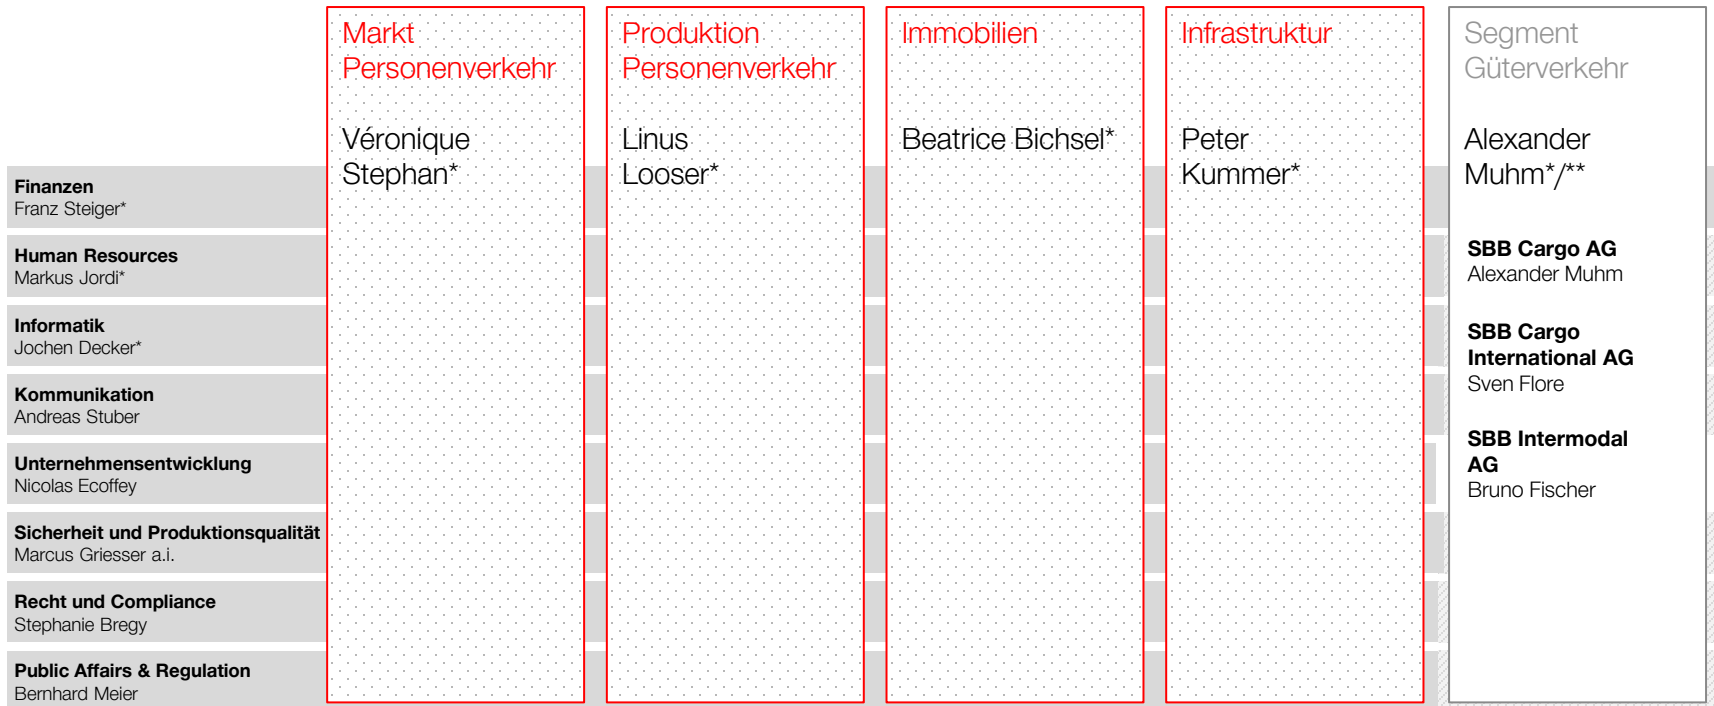 Markt
Personenverkehr
Véronique
Stephan*
Produktion
Personenverkehr
Linus
Looser*
Immobilien
Beatrice Bichsel*
Infrastruktur
Peter
Kummer*
Segment
Güterverkehr
Alexander
Muhm*/**
SBB Cargo AG
Alexander Muhm
SBB Cargo
International AG
Sven Flore
SBB Intermodal
AG
Bruno Fischer
Finanzen
Franz Steiger*
Human Resources
Markus Jordi*
Informatik
Jochen Decker*
Kommunikation
Andreas Stuber
Unternehmensentwicklung
Nicolas Ecoffey
Sicherheit und Produktionsqualität
Marcus Griesser a.i.
Recht und Compliance
Stephanie Bregy
Public Affairs & Regulation
Bernhard Meier